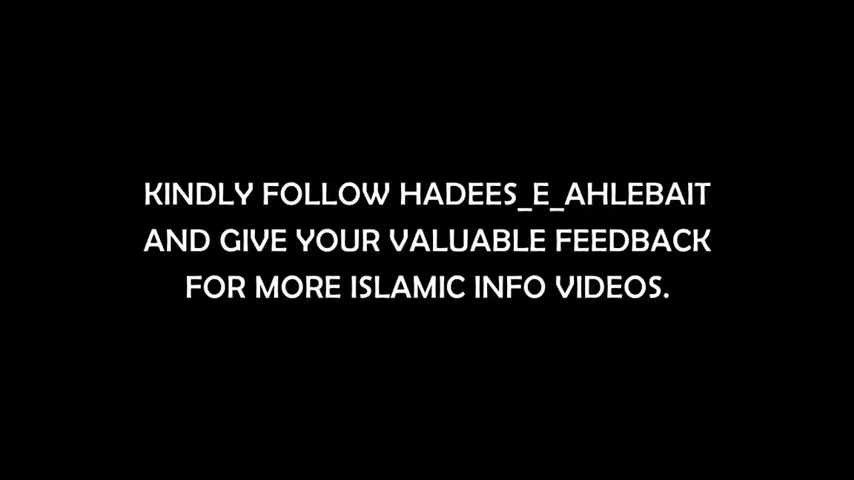 KINDLY FOLLOW HADEES_E_AHLEBAIT
AND GIVE YOUR VALUABLE FEEDBACK
FOR MORE ISLAMIC INFO VIDEOS.